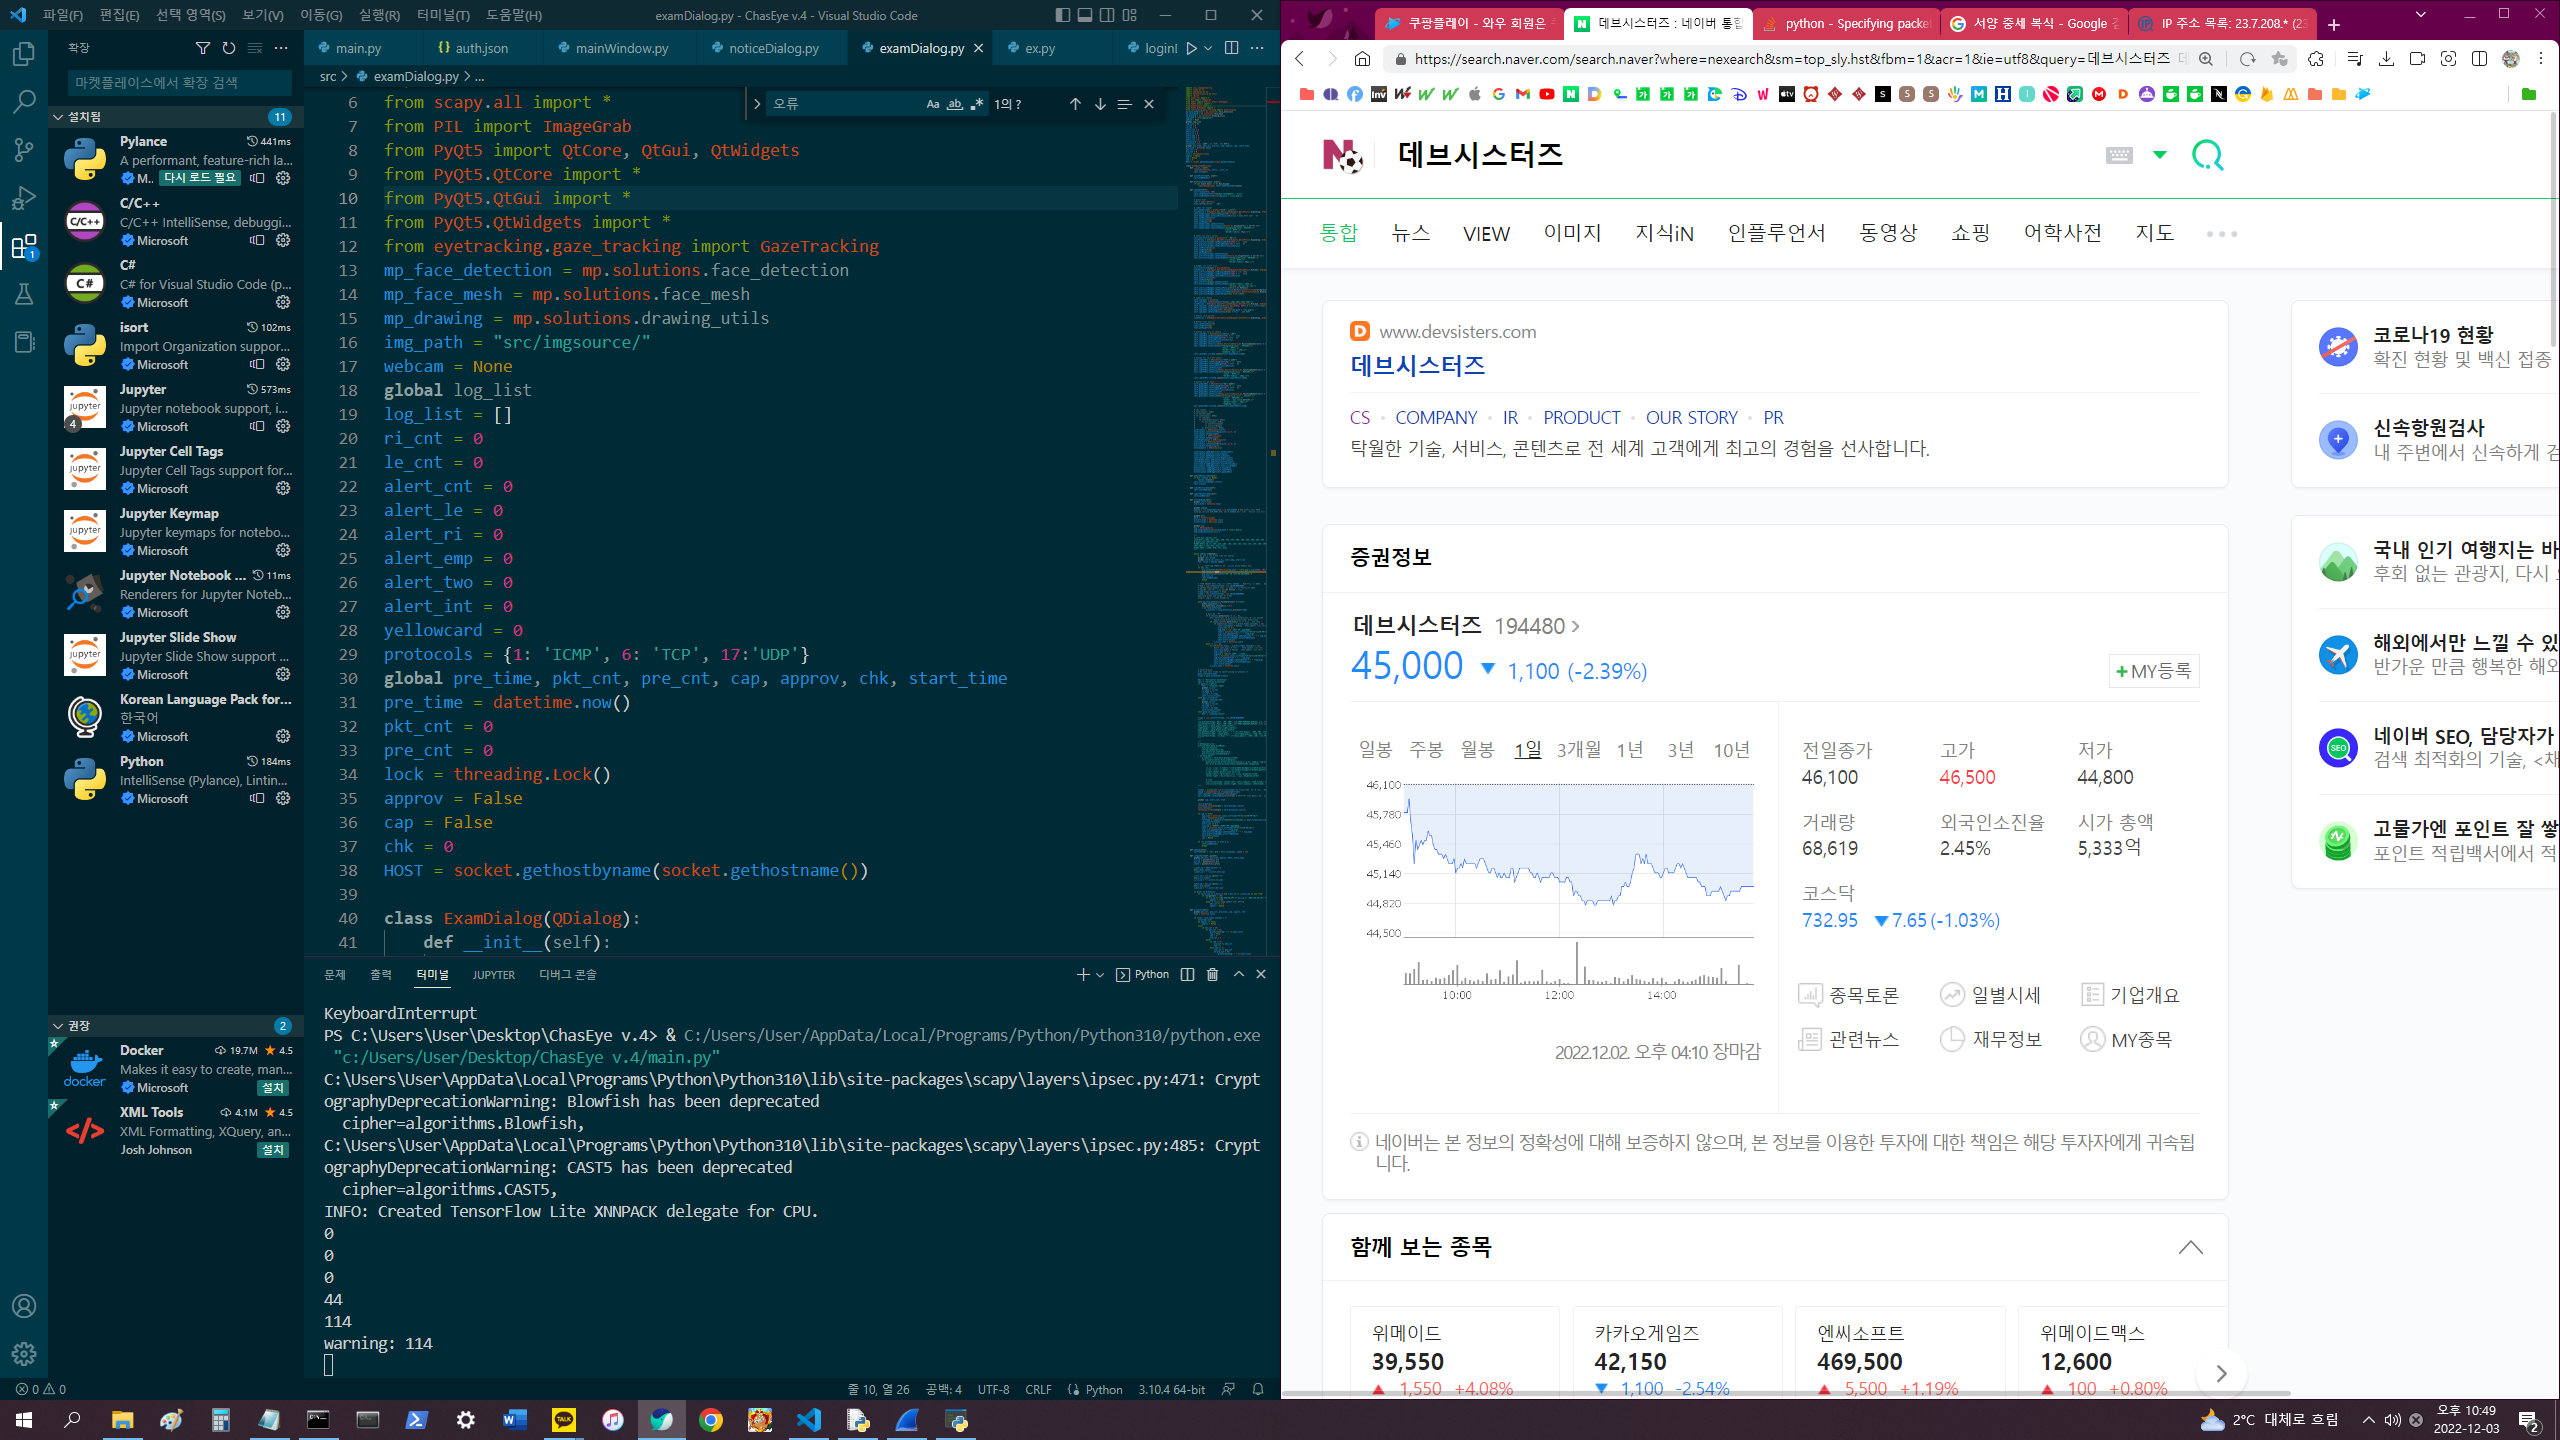 파일(F) 편집(E) 선택 영역(S) 보기(V) 이동(G) 실행(R) 터미널(T) 도움말(H)
examDialog.py - ChasEye v.4 - Visual Studio Code
확장
마켓플레이스에서 확장 검색
설치됨 11
Pylance 441ms
A performant, feature-rich la...
M.. 다시 로드 필요
C/C++
C/C++ IntelliSense, debuggi...
Microsoft
C#
C# for Visual Studio Code (p...
Microsoft
isort 102ms
Import Organization suppor...
Microsoft
Jupyter 573ms
Jupyter notebook support, i...
Microsoft
4
Jupyter Cell Tags
Jupyter Cell Tags support for...
Microsoft
Jupyter Keymap
Jupyter keymaps for notebo...
Microsoft
Jupyter Notebook ... 11ms
Renderers for Jupyter Noteb...
Microsoft
Jupyter Slide Show
Jupyter Slide Show support ...
Microsoft
Korean Language Pack for...
한국어
Microsoft
Python 184ms
IntelliSense (Pylance), Lintin...
Microsoft
권장 2
Docker 19.7M 4.5
Makes it easy to create, man...
Microsoft 설치
XML Tools 4.1M 4.5
XML Formatting, XQuery, an...
Josh Johnson 설치
main.py auth.json mainWindow.py noticeDialog.py examDialog.py ex.py loginI
src > examDialog.py > ...
오류 Aa ab 1의 ?
6 from scapy.all import *
7 from PIL import ImageGrab
8 from PyQt5 import QtCore, QtGui, QtWidgets
9 from PyQt5.QtCore import *
10 from PyQt5.QtGui import *
11 from PyQt5.QtWidgets import *
12 from eyetracking.gaze_tracking import GazeTracking
13 mp_face_detection = mp.solutions.face_detection
14 mp_face_mesh = mp.solutions.face_mesh
15 mp_drawing = mp.solutions.drawing_utils
16 img_path = "src/imgsource/"
17 webcam = None
18 global log_list
19 log_list = []
20 ri_cnt = 0
21 le_cnt = 0
22 alert_cnt = 0
23 alert_le = 0
24 alert_ri = 0
25 alert_emp = 0
26 alert_two = 0
27 alert_int = 0
28 yellowcard = 0
29 protocols = {1: 'ICMP', 6: 'TCP', 17:'UDP'}
30 global pre_time, pkt_cnt, pre_cnt, cap, approv, chk, start_time
31 pre_time = datetime.now()
32 pkt_cnt = 0
33 pre_cnt = 0
34 lock = threading.Lock()
35 approv = False
36 cap = False
37 chk = 0
38 HOST = socket.gethostbyname(socket.gethostname())
39
40 class ExamDialog(QDialog):
41 def __init__(self):
문제 출력 터미널 JUPYTER 디버그 콘솔 Python
KeyboardInterrupt
PS C:\Users\User\Desktop\ChasEye v.4> & C:/Users/User/AppData/Local/Programs/Python/Python310/python.exe
"c:/Users/User/Desktop/ChasEye v.4/main.py"
C:\Users\User\AppData\Local\Programs\Python\Python310\lib\site-packages\scapy\layers\ipsec.py:471: Crypt
ographyDeprecationWarning: Blowfish has been deprecated
cipher=algorithms.Blowfish,
C:\Users\User\AppData\Local\Programs\Python\Python310\lib\site-packages\scapy\layers\ipsec.py:485: Crypt
ographyDeprecationWarning: CAST5 has been deprecated
cipher=algorithms.CAST5,
INFO: Created TensorFlow Lite XNNPACK delegate for CPU.
0
0
0
44
114
warning: 114
0 0 줄 10, 열 26 공백: 4 UTF-8 CRLF Python 3.10.4 64-bit
쿠팡플레이 - 와우 회원은 데브시스터즈 : 네이버 통합 python - Specifying packe 서양 중세 복식 - Google IP 주소 목록: 23.7.208.* (23
https://search.naver.com/search.naver?where=nexearch&sm=top_sly.hst&fbm=1&acr=1&ie=utf8&query=데브시스터즈
데브시스터즈
통합 뉴스 VIEW 이미지 지식iN 인플루언서 동영상 쇼핑 어학사전 지도
www.devsisters.com
데브시스터즈
CS COMPANY IR PRODUCT OUR STORY PR
탁월한 기술, 서비스, 콘텐츠로 전 세계 고객에게 최고의 경험을 선사합니다.
증권정보
데브시스터즈 194480
45,000 ▼ 1,100 (-2.39%)
+MY등록
일봉 주봉 월봉 1일 3개월 1년 3년 10년
46,100
45,780
45,460
45,140
44,820
44,500
10:00 12:00 14:00
2022.12.02. 오후 04:10 장마감
전일종가 고가 저가
46,100 46,500 44,800
거래량 외국인소진율 시가 총액
68,619 2.45% 5,333억
코스닥
732.95 ▼7.65 (-1.03%)
종목토론 일별시세 기업개요
관련뉴스 재무정보 MY종목
네이버는 본 정보의 정확성에 대해 보증하지 않으며, 본 정보를 이용한 투자에 대한 책임은 해당 투자자에게 귀속됩
니다.
함께 보는 종목
위메이드 카카오게임즈 엔씨소프트 위메이드맥스
39,550 42,150 469,500 12,600
▲ 1,550 +4.08% ▼ 1,100 -2.54% ▲ 5,500 +1.19% ▲ 100 +0.80%
코로나19 현황
확진 현황 및 백신 접종
신속항원검사
내 주변에서 신속하게 검
국내 인기 여행지는 바
후회 없는 관광지, 다시
해외에서만 느낄 수 있
반가운 만큼 행복한 해외
SEO
네이버 SEO, 담당자가
검색 최적화의 기술, <채
고물가엔 포인트 잘 쌓
포인트 적립백서에서 적
2°C 대체로 흐림
오후 10:49
2022-12-03
2